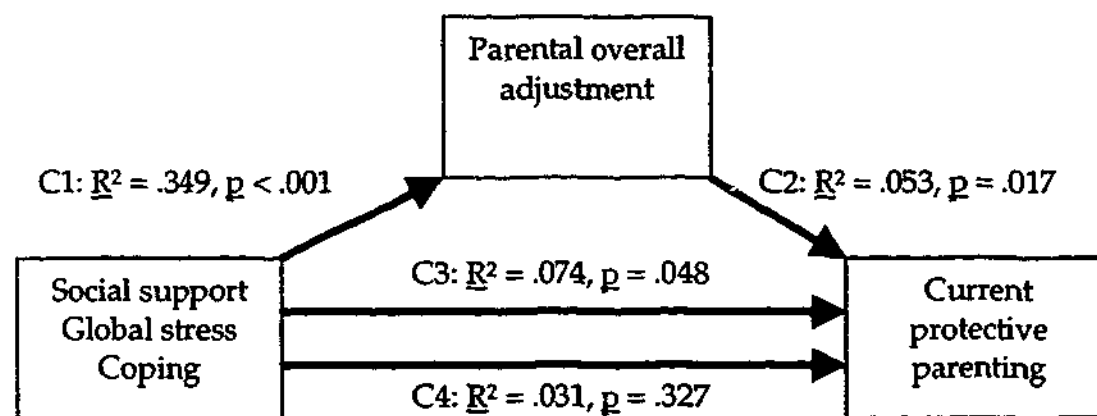 Parental overall
adjustment
C1: R² = .349, p < .001
C2: R² = .053, p = .017
C3: R² = .074, p = .048
Social support
Global stress
Coping
Current
protective
parenting
C4: R² = .031, p = .327